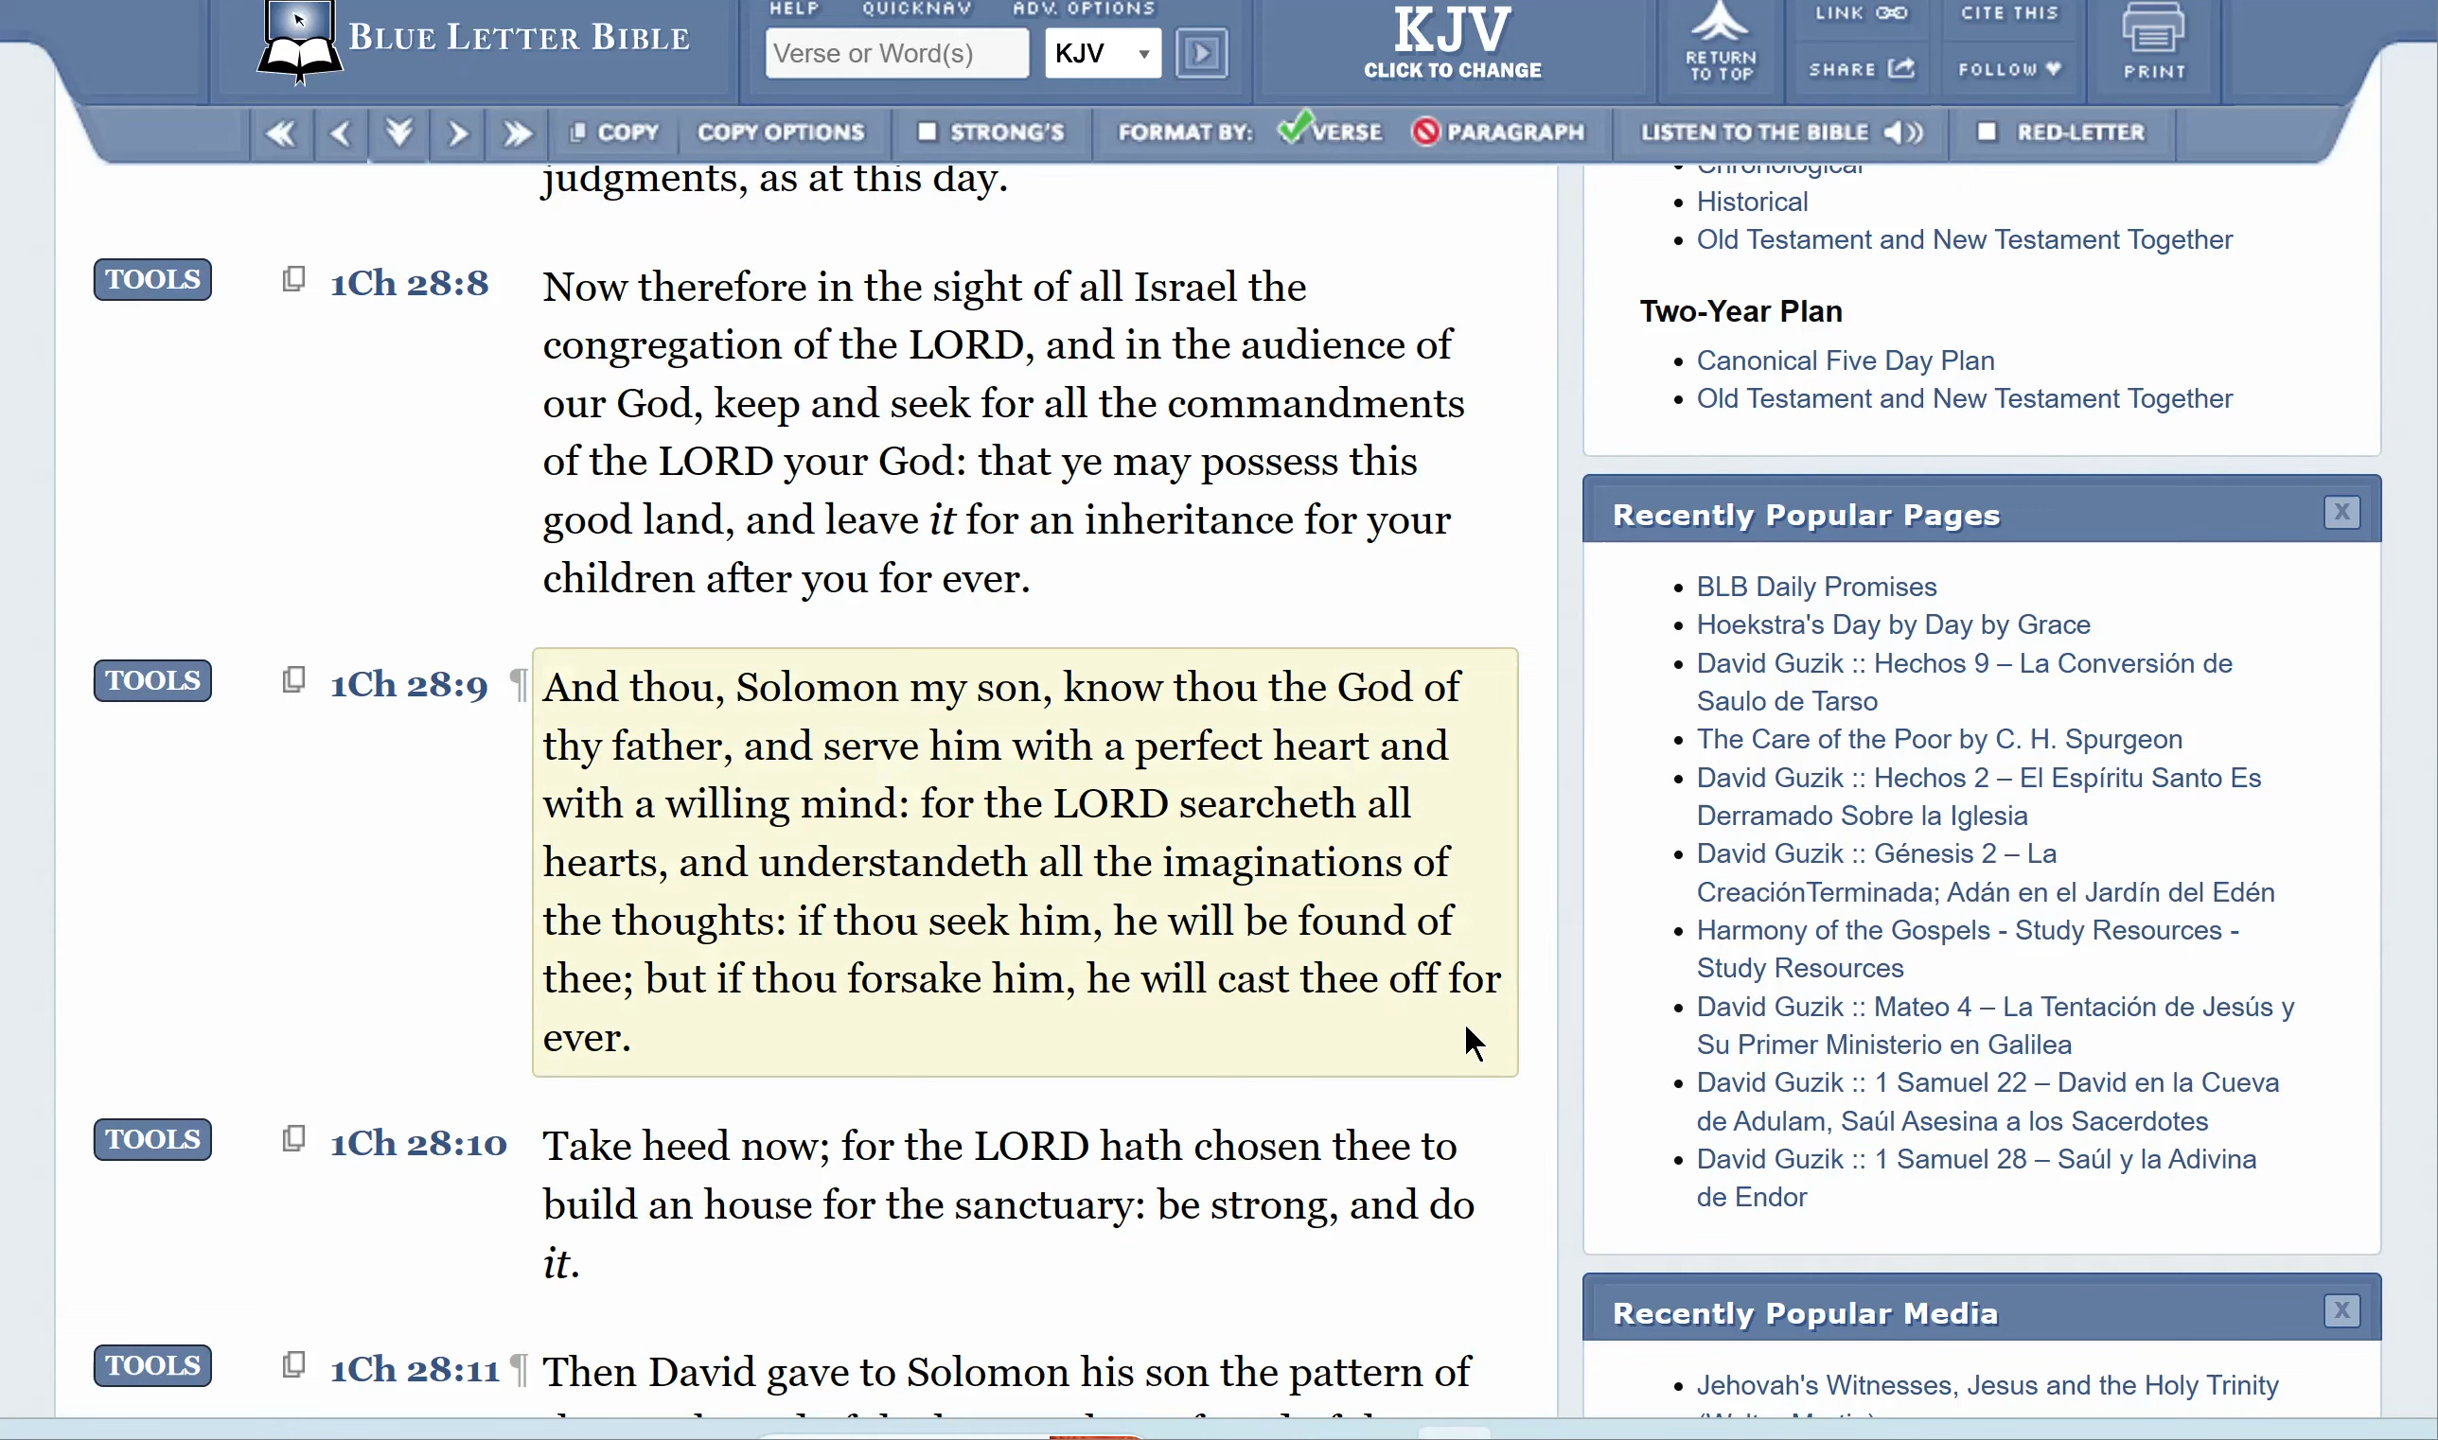 HELP QUICKNAV ADV. OPTIONS
BLUE LETTER BIBLE
Verse or Word(s)
KJV
KJV
CLICK TO CHANGE
RETURN
TO TOP
LINK
CITE THIS
SHARE
FOLLOW
PRINT
COPY
COPY OPTIONS
STRONG'S
FORMAT BY:
VERSE
PARAGRAPH
LISTEN TO THE BIBLE
RED-LETTER
judgments, as at this day.
TOOLS
1Ch 28:8
Now therefore in the sight of all Israel the
congregation of the LORD, and in the audience of
our God, keep and seek for all the commandments
of the LORD your God: that ye may possess this
good land, and leave it for an inheritance for your
children after you for ever.
TOOLS
1Ch 28:9 ¶
And thou, Solomon my son, know thou the God of
thy father, and serve him with a perfect heart and
with a willing mind: for the LORD searcheth all
hearts, and understandeth all the imaginations of
the thoughts: if thou seek him, he will be found of
thee; but if thou forsake him, he will cast thee off for
ever.
TOOLS
1Ch 28:10
Take heed now; for the LORD hath chosen thee to
build an house for the sanctuary: be strong, and do
it.
TOOLS
1Ch 28:11 ¶
Then David gave to Solomon his son the pattern of
Chronological
Historical
Old Testament and New Testament Together
Two-Year Plan
Canonical Five Day Plan
Old Testament and New Testament Together
Recently Popular Pages
X
BLB Daily Promises
Hoekstra's Day by Day by Grace
David Guzik :: Hechos 9 – La Conversión de
Saulo de Tarso
The Care of the Poor by C. H. Spurgeon
David Guzik :: Hechos 2 – El Espíritu Santo Es
Derramado Sobre la Iglesia
David Guzik :: Génesis 2 – La
CreaciónTerminada; Adán en el Jardín del Edén
Harmony of the Gospels - Study Resources -
Study Resources
David Guzik :: Mateo 4 – La Tentación de Jesús y
Su Primer Ministerio en Galilea
David Guzik :: 1 Samuel 22 – David en la Cueva
de Adulam, Saúl Asesina a los Sacerdotes
David Guzik :: 1 Samuel 28 – Saúl y la Adivina
de Endor
Recently Popular Media
X
Jehovah's Witnesses, Jesus and the Holy Trinity